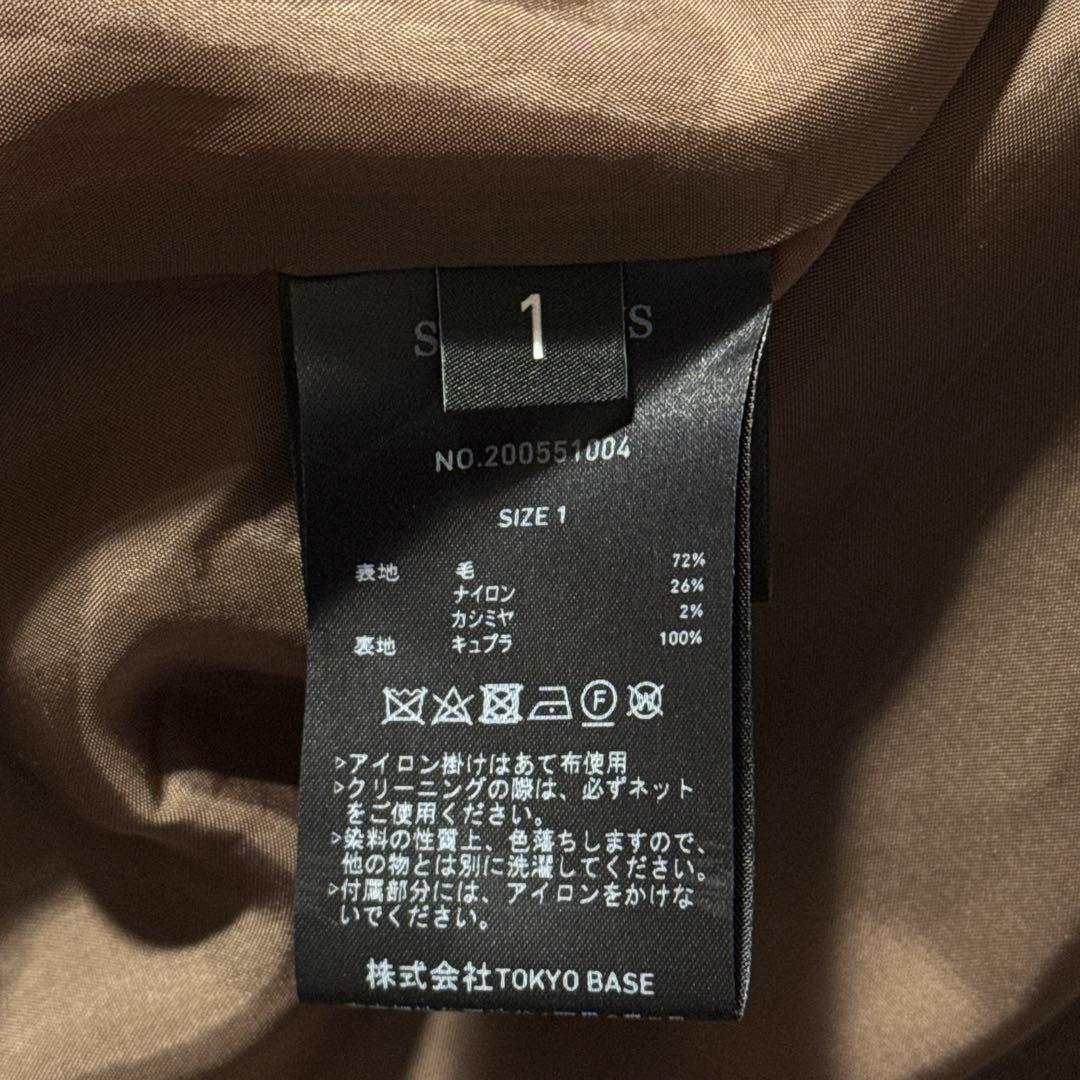 1
S S
NO.200551004
SIZE 1
表地 毛 72%
ナイロン 26%
カシミヤ 2%
裏地 キュプラ 100%
F W
▷アイロン掛けはあて布使用
▷クリーニングの際は、必ずネット
をご使用ください。
▷染料の性質上、色落ちしますので、
他の物とは別に洗濯してください。
▷付属部分には、アイロンをかけな
いでください。
株式会社TOKYO BASE